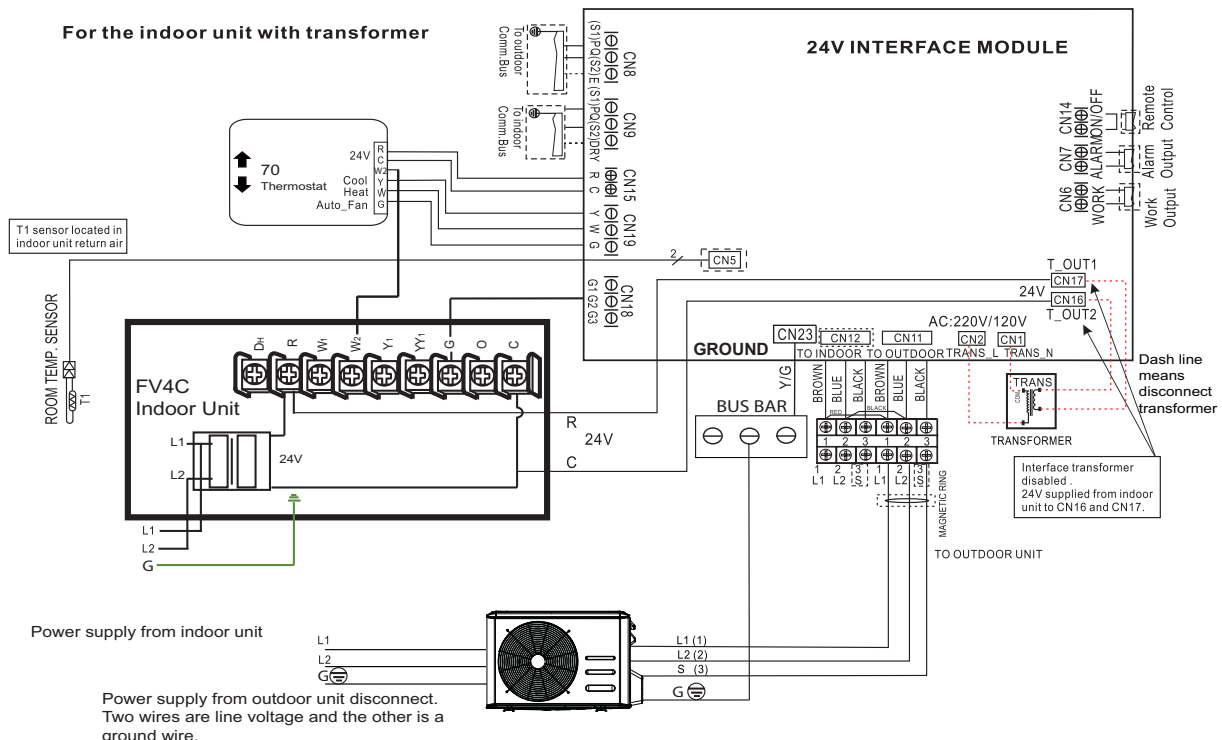 For the indoor unit with transformer
24V INTERFACE MODULE
To outdoor
Comm.Bus
(S1)PQ(S2)E
CN8
To indoor
Comm.Bus
(S1)PQ(S2)DRY
CN9
R C
CN15
Y W G
CN19
G1 G2 G3
CN18
CN14
ON/OFF
Remote
Control
CN7
ALARM
Alarm
Output
CN6
WORK
Work
Output
70
Thermostat
24V
Cool
Heat
Auto_Fan
R
C
W2
Y
W
G
T1 sensor located in
indoor unit return air
2
CN5
ROOM TEMP. SENSOR
T1
T_OUT1
CN17
24V
CN16
T_OUT2
AC:220V/120V
CN23
CN12
CN11
CN2
CN1
GROUND
TO INDOOR
TO OUTDOOR
TRANS_L
TRANS_N
Y/G
BROWN
BLUE
BLACK
BROWN
BLUE
BLACK
RED
BLACK
TRANS
COM
TRANSFORMER
Dash line
means
disconnect
transformer
Interface transformer
disabled .
24V supplied from indoor
unit to CN16 and CN17.
BUS BAR
1 2 3 1 2 3
1 2 3 1 2 3
L1 L2 S L1 L2 S
MAGNETIC RING
TO OUTDOOR UNIT
DH R W1 W2 Y1 YY1 G O C
FV4C
Indoor Unit
L1
L2
24V
R
24V
C
L1
L2
G
Power supply from indoor unit
L1
L2
G
L1 (1)
L2 (2)
S (3)
G
Power supply from outdoor unit disconnect.
Two wires are line voltage and the other is a
ground wire.